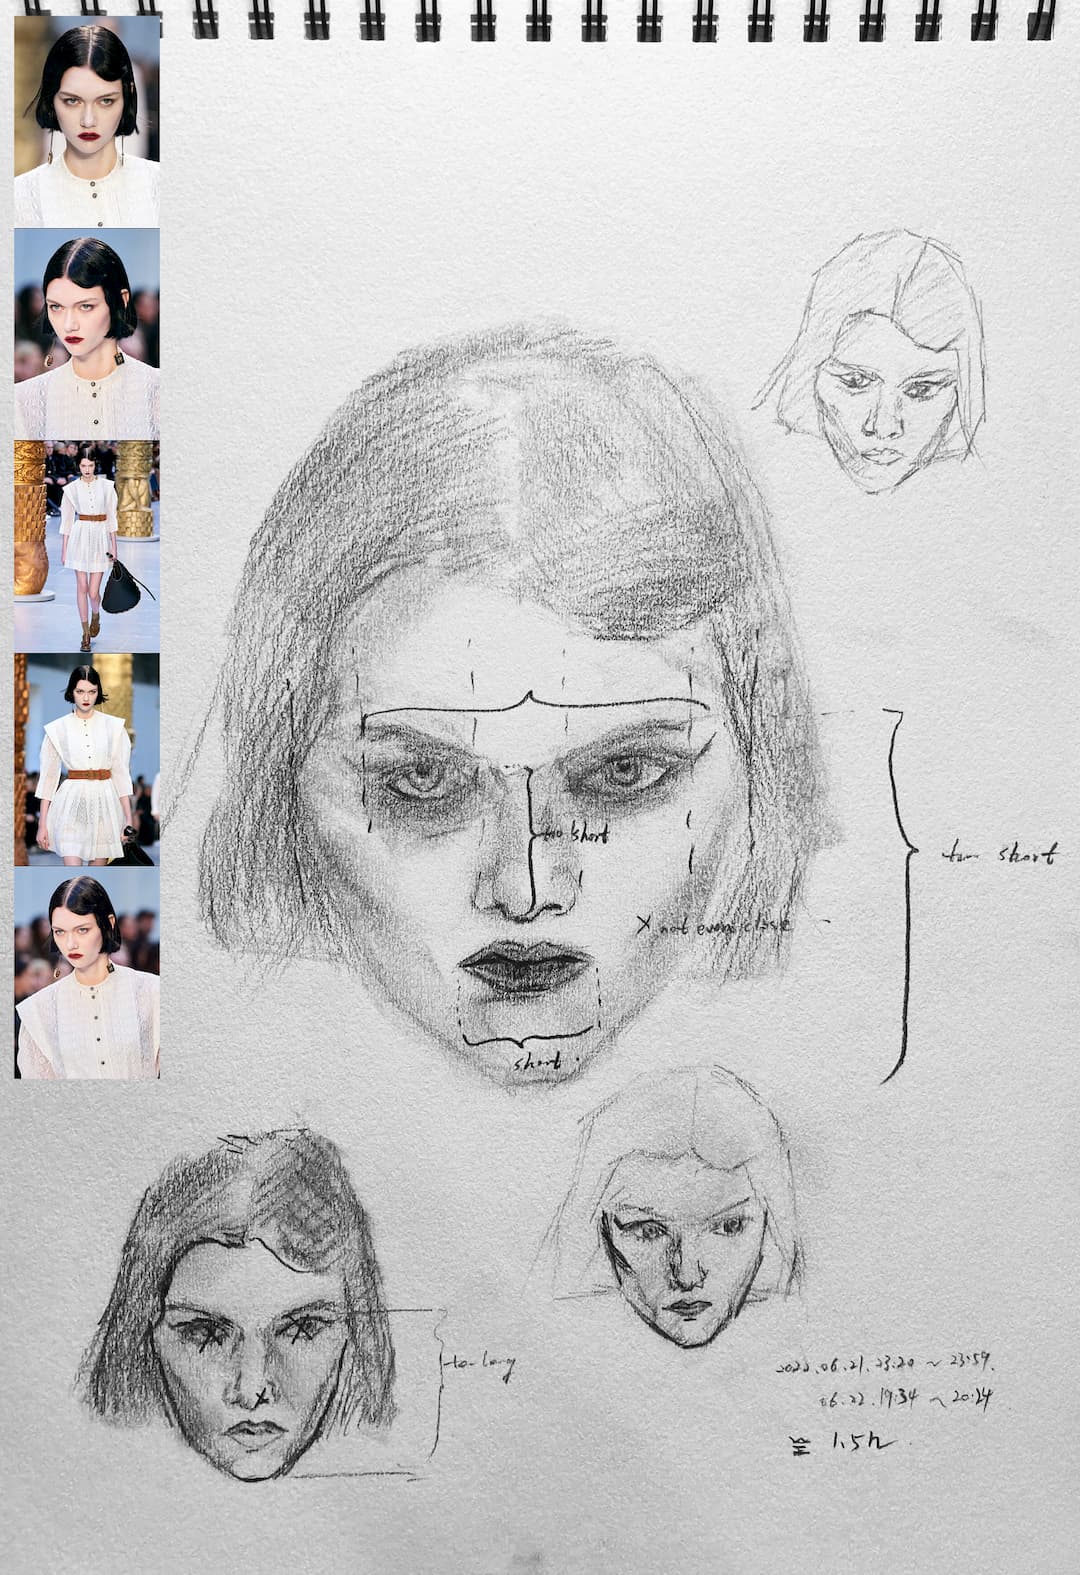 too short
too short
X not even close
short.
too long
2022.06.21.23:20 ~ 23:59.
06.22.19:34 ~ 20:24
1.5h.